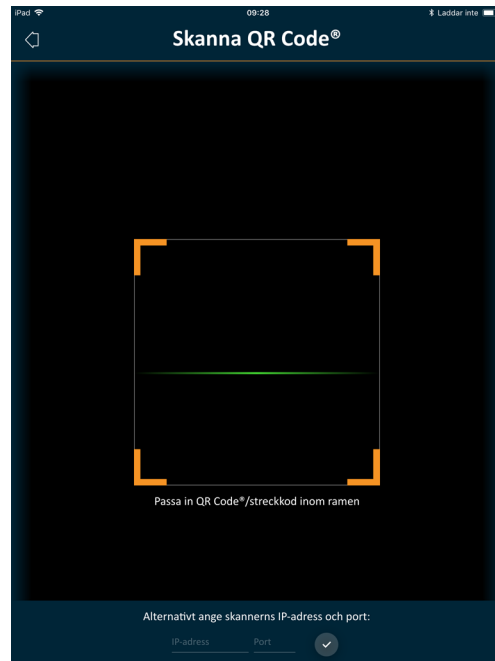 iPad 09:28 Laddar inte
Skanna QR Code®
Passa in QR Code®/streckkod inom ramen
Alternativt ange skannerns IP-adress och port:
IP-adress Port